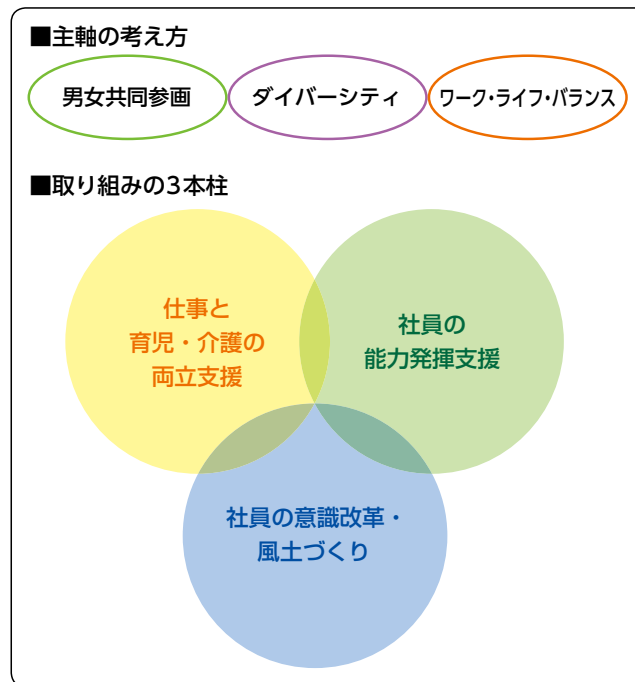 ■主軸の考え方
男女共同参画
ダイバーシティ
ワーク・ライフ・バランス
■取り組みの3本柱
仕事と
育児・介護の
両立支援
社員の
能力発揮支援
社員の意識改革・
風土づくり